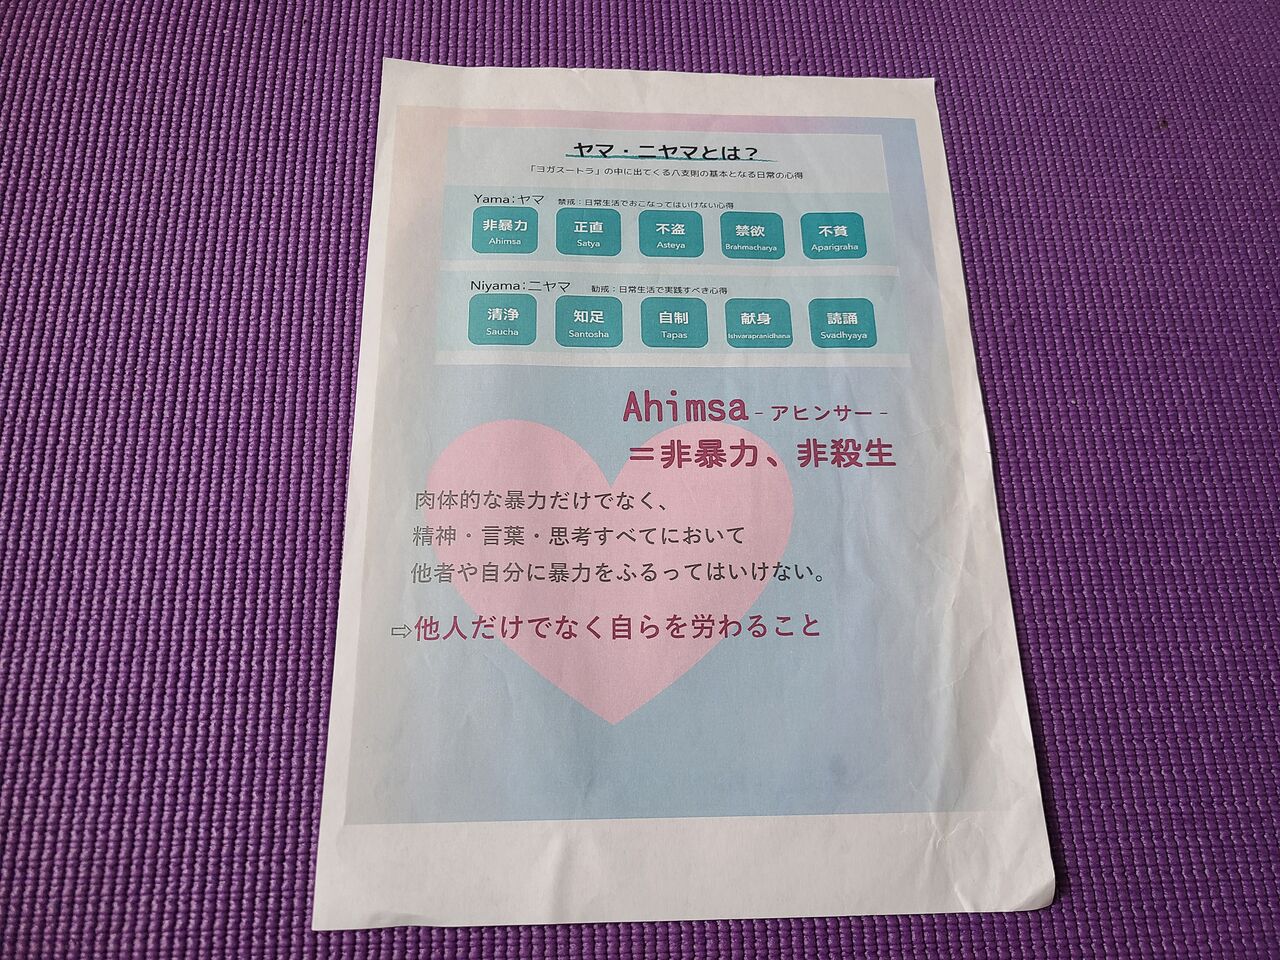 ヤマ・ニヤマとは？
「ヨガスートラ」の中に出てくる八支則の基本となる日常の心得
Yama:ヤマ 禁戒：日常生活でおこなってはいけない心得
非暴力 正直 不盗 禁欲 不貪
Ahimsa Satya Asteya Brahmacharya Aparigraha
Niyama:ニヤマ 勧戒：日常生活で実践すべき心得
清浄 知足 自制 献身 読誦
Saucha Santosha Tapas Ishvarapranidhana Svadhyaya
Ahimsa - アヒンサー -
＝非暴力、非殺生
肉体的な暴力だけでなく、
精神・言葉・思考すべてにおいて
他者や自分に暴力をふるってはいけない。
⇨他人だけでなく自らを労わること